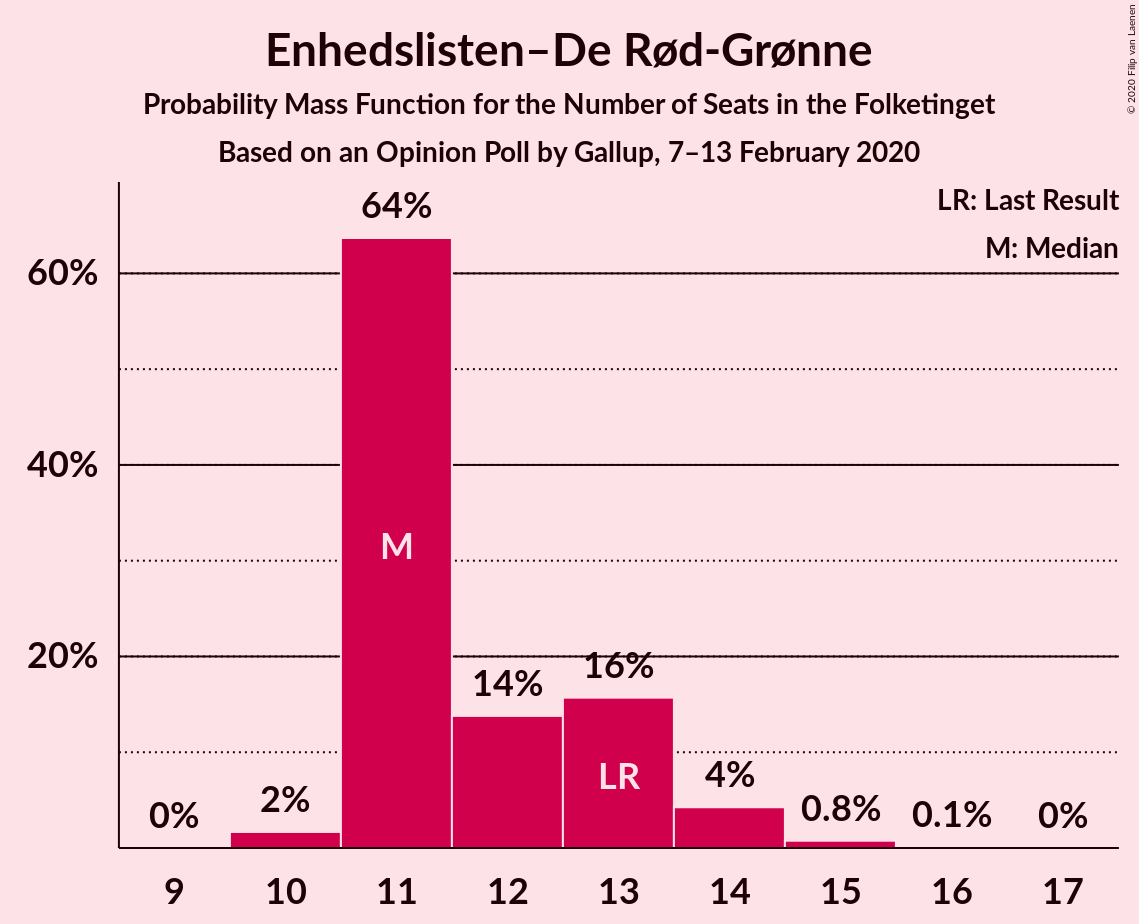 Enhedslisten–De Rød-Grønne
Probability Mass Function for the Number of Seats in the Folketinget
Based on an Opinion Poll by Gallup, 7–13 February 2020
© 2020 Filip van Laenen
LR: Last Result
M: Median
60%
40%
20%
0%
2%
64%
14%
16%
4%
0.8%
0.1%
0%
M
LR
9 10 11 12 13 14 15 16 17